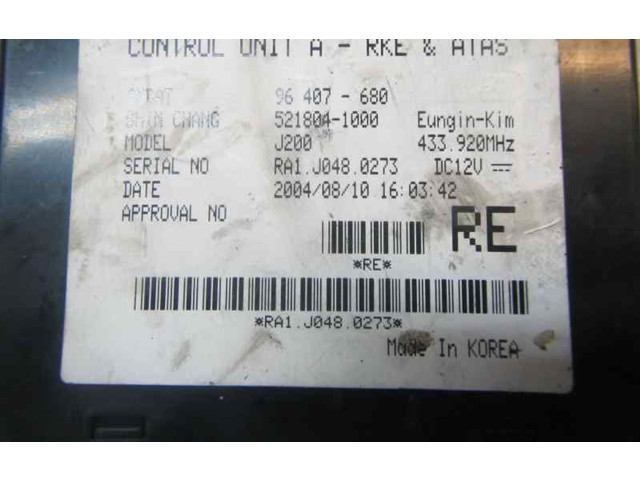 CONTROL UNIT A - RKE & ATAS
96 407 - 680
SHIN CHANG 521804-1000 Eungin-Kim
MODEL J200 433.920MHz
SERIAL NO RA1.J048.0273 DC12V
DATE 2004/08/10 16:03:42
APPROVAL NO
RE
*RE*
*RA1.J048.0273*
Made In KOREA